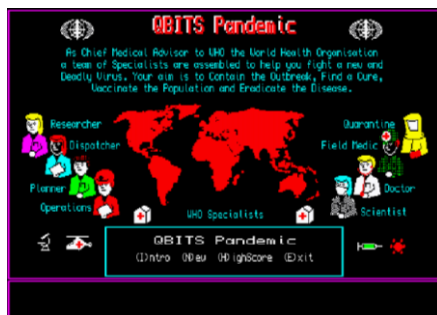 QBITS Pandemic
As Chief Medical Advisor to WHO the World Health Organisation
a team of Specialists are assembled to help you fight a new and
Deadly Virus. Your aim is to Contain the Outbreak, Find a Cure,
Vaccinate the Population and Eradicate the Disease.
Researcher
Quarantine
Dispatcher
Field Medic
Planner
Doctor
Operations
WHO Specialists
Scientist
QBITS Pandemic
(I)ntro (N)ew (H)ighScore (E)xit